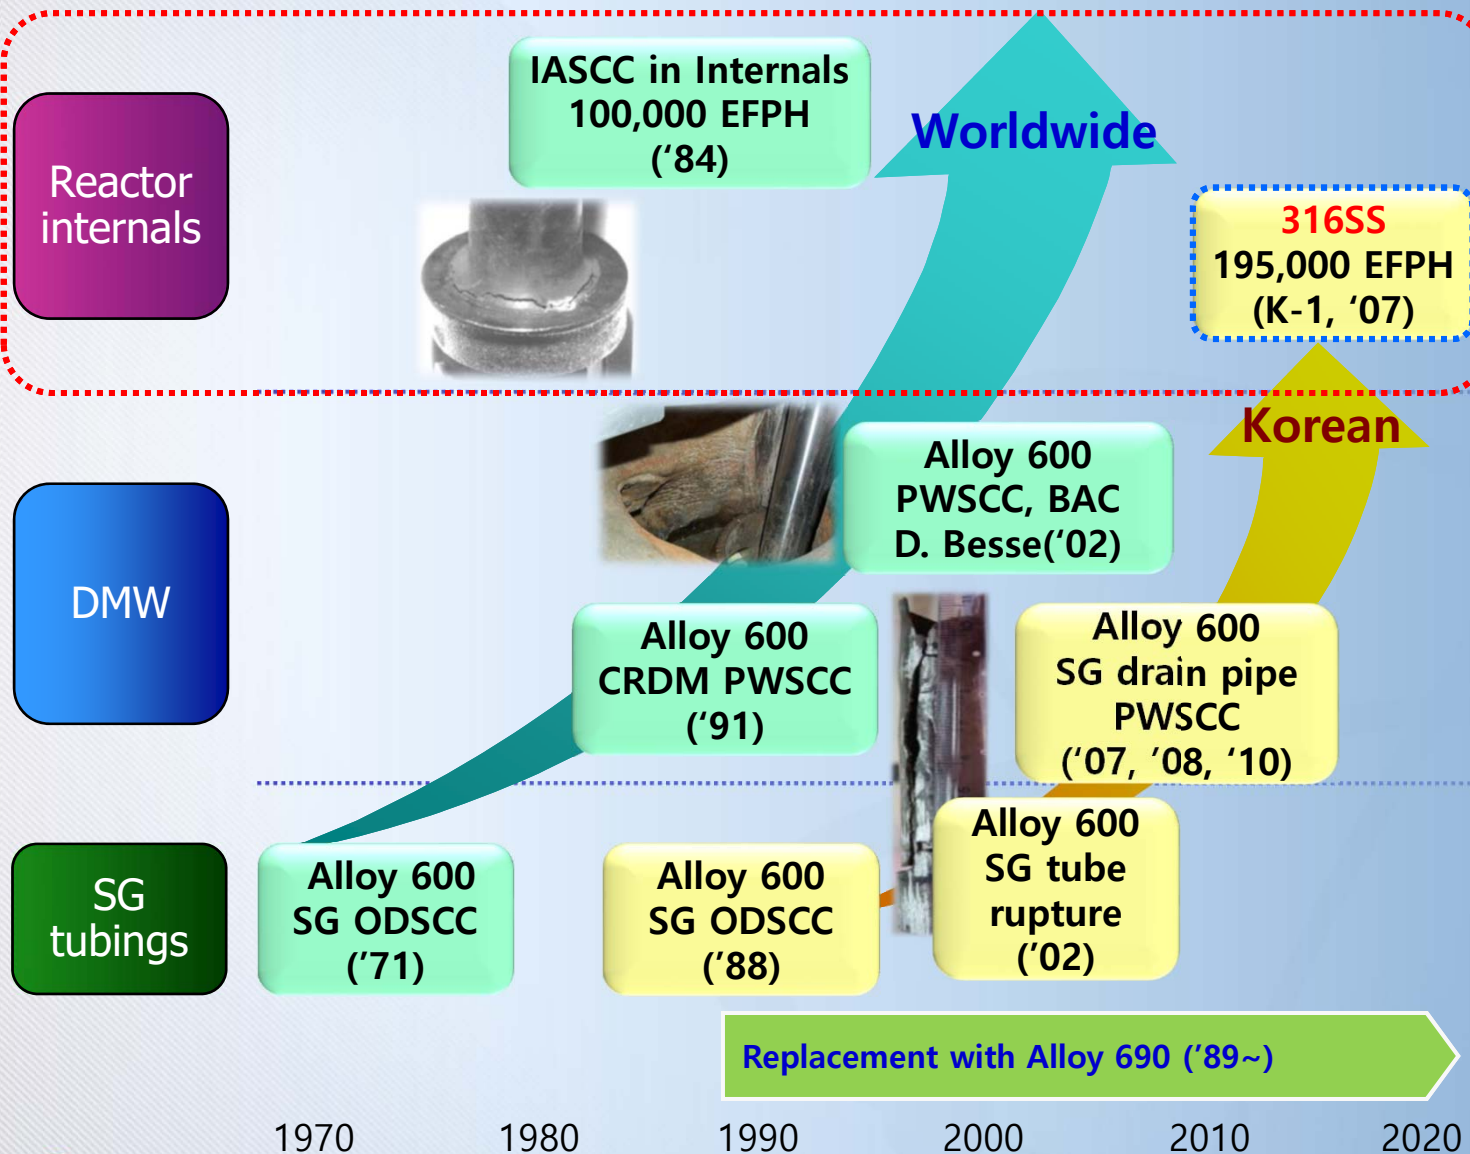 IASCC in Internals
100,000 EFPH
(‘84)
Worldwide
Reactor
internals
316SS
195,000 EFPH
(K-1, ‘07)
Korean
Alloy 600
PWSCC, BAC
D. Besse(‘02)
DMW
Alloy 600
CRDM PWSCC
(‘91)
Alloy 600
SG drain pipe
PWSCC
(‘07, ’08, ‘10)
SG
tubings
Alloy 600
SG ODSCC
(’71)
Alloy 600
SG ODSCC
(’88)
Alloy 600
SG tube
rupture
(’02)
Replacement with Alloy 690 (’89~)
1970 1980 1990 2000 2010 2020